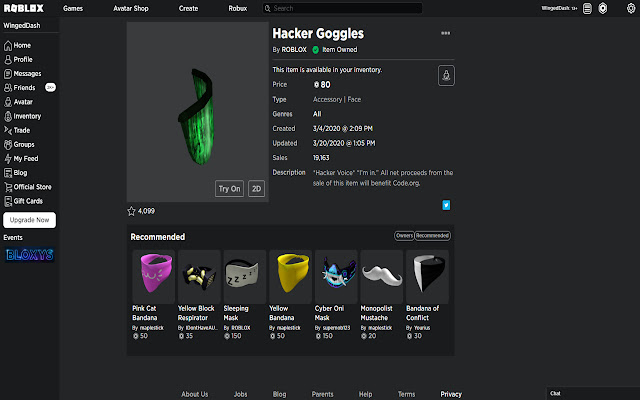 ROBLOX Games Avatar Shop Create Robux Search WingedDash: 13+
WingedDash
Home
Profile
Messages
Friends
Avatar
Inventory
Trade
Groups
My Feed
Blog
Official Store
Gift Cards
Upgrade Now
Events
BLOXYS
Try On 2D
4,099
Hacker Goggles
By ROBLOX Item Owned
This item is available in your inventory.
Price 80
Type Accessory | Face
Genres All
Created 3/4/2020 @ 2:09 PM
Updated 3/20/2020 @ 1:05 PM
Sales 19,163
Description "Hacker Voice" "I'm in." All net proceeds from the
sale of this item will benefit Code.org.
Recommended Owners Recommended
Pink Cat
Bandana
By maplestick
50
Yellow Block
Respirator
By IDontHaveAU...
35
Sleeping
Mask
By ROBLOX
150
Yellow
Bandana
By maplestick
50
Cyber Oni
Mask
By supernob123
150
Monopolist
Mustache
By maplestick
20
Bandana of
Conflict
By Yourius
30
About Us Jobs Blog Parents Help Terms Privacy
Chat